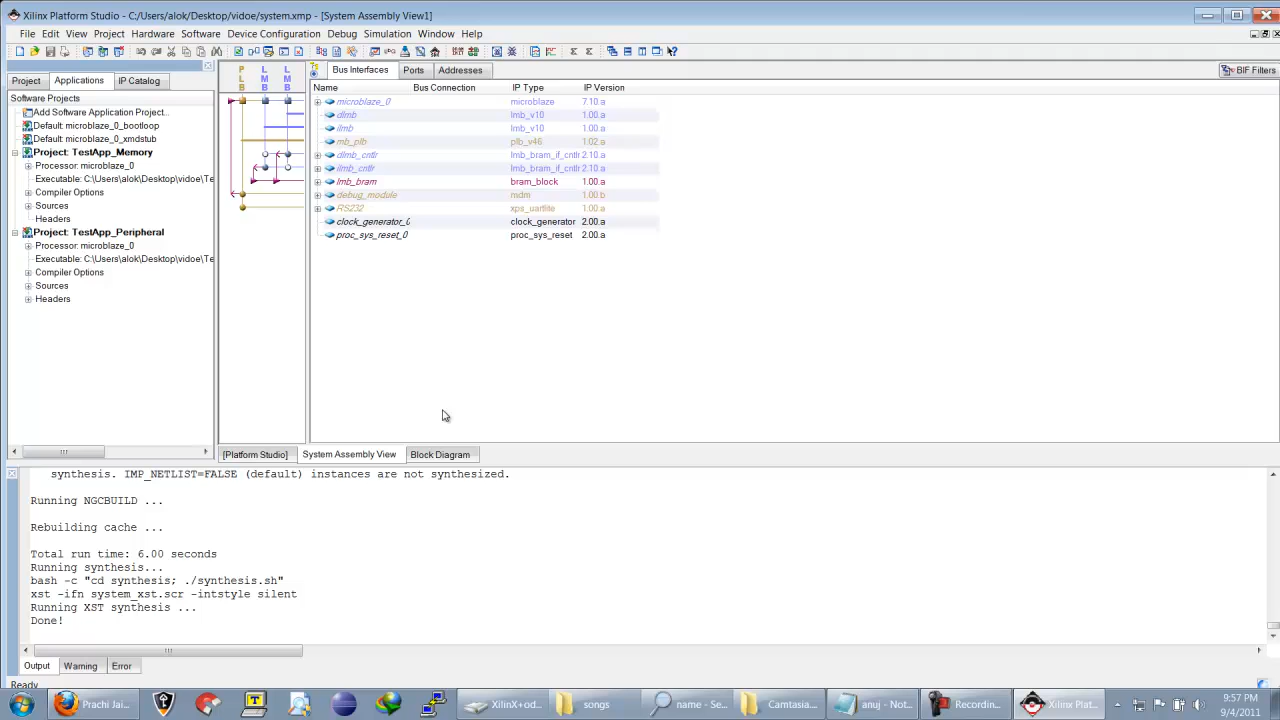 Xilinx Platform Studio - C:/Users/alok/Desktop/vidoe/system.xmp - [System Assembly View1]
File Edit View Project Hardware Software Device Configuration Debug Simulation Window Help
Project Applications IP Catalog
Software Projects
Add Software Application Project...
Default: microblaze_0_bootloop
Default: microblaze_0_xmdstub
Project: TestApp_Memory
Processor: microblaze_0
Executable: C:\Users\alok\Desktop\vidoe\Te
Compiler Options
Sources
Headers
Project: TestApp_Peripheral
Processor: microblaze_0
Executable: C:\Users\alok\Desktop\vidoe\Te
Compiler Options
Sources
Headers
P L L
L M M
B B B
Bus Interfaces Ports Addresses BIF Filters
Name Bus Connection IP Type IP Version
microblaze_0 microblaze 7.10.a
dlmb lmb_v10 1.00.a
ilmb lmb_v10 1.00.a
mb_plb plb_v46 1.02.a
dlmb_cntlr lmb_bram_if_cntlr 2.10.a
ilmb_cntlr lmb_bram_if_cntlr 2.10.a
lmb_bram bram_block 1.00.a
debug_module mdm 1.00.b
RS232 xps_uartlite 1.00.a
clock_generator_0 clock_generator 2.00.a
proc_sys_reset_0 proc_sys_reset 2.00.a
[Platform Studio] System Assembly View Block Diagram
synthesis. IMP_NETLIST=FALSE (default) instances are not synthesized.
Running NGCBUILD ...
Rebuilding cache ...
Total run time: 6.00 seconds
Running synthesis...
bash -c "cd synthesis; ./synthesis.sh"
xst -ifn system_xst.scr -intstyle silent
Running XST synthesis ...
Done!
Output Warning Error
Ready
Prachi Jai... XilinX+od... songs name - Se... Camtasia... anuj - Not... Recordin... Xilinx Plat... 9:57 PM
9/4/2011